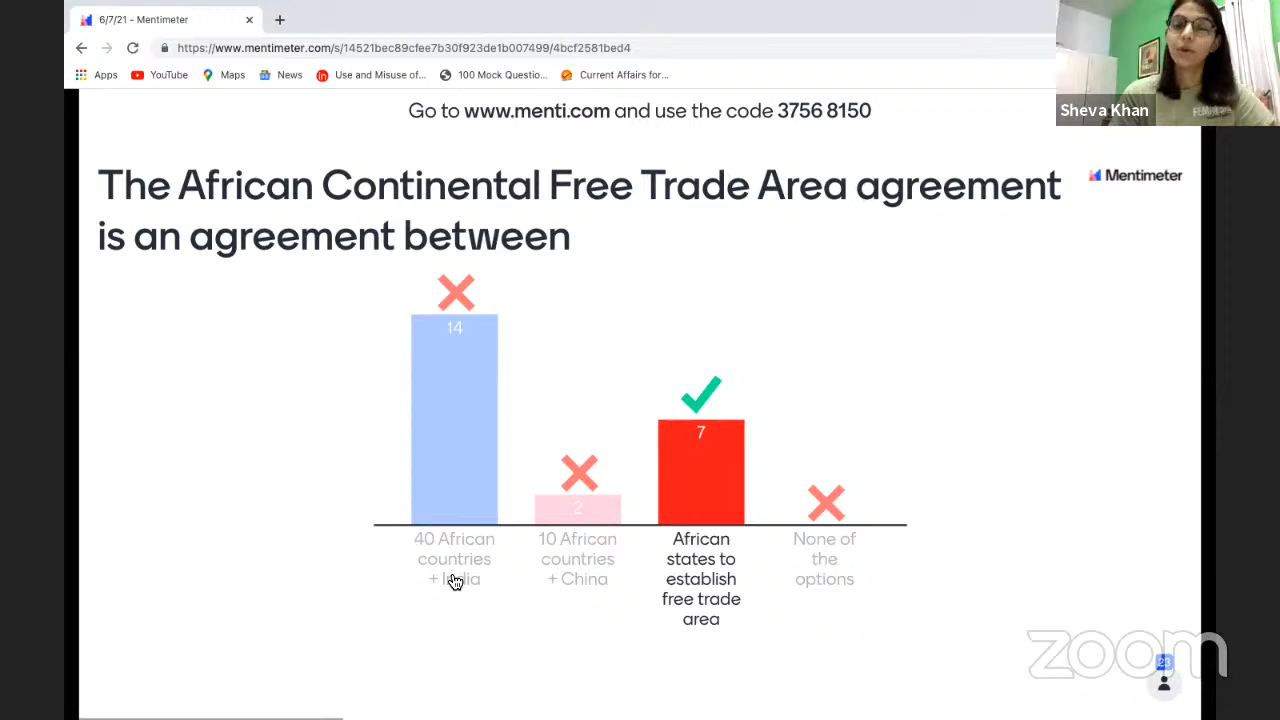 6/7/21 - Mentimeter
https://www.mentimeter.com/s/14521bec89cfee7b30f923de1b007499/4bcf2581bed4
Apps YouTube Maps News Use and Misuse of... 100 Mock Questio... Current Affairs for...
Sheva Khan
Go to www.menti.com and use the code 3756 8150
Mentimeter
The African Continental Free Trade Area agreement
is an agreement between
14
2
7
40 African
countries
+ India
10 African
countries
+ China
African
states to
establish
free trade
area
None of
the
options
zoom
23